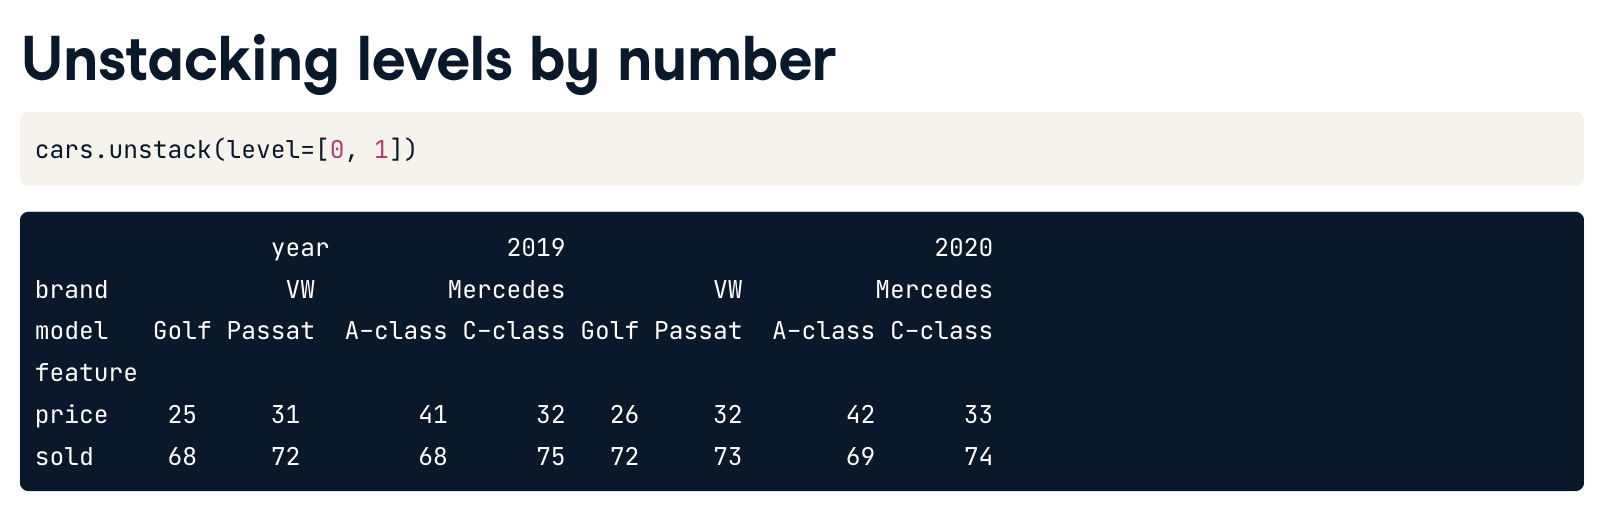 Unstacking levels by number
cars.unstack(level=[0, 1])
year 2019 2020
brand VW Mercedes VW Mercedes
model Golf Passat A-class C-class Golf Passat A-class C-class
feature
price 25 31 41 32 26 32 42 33
sold 68 72 68 75 72 73 69 74